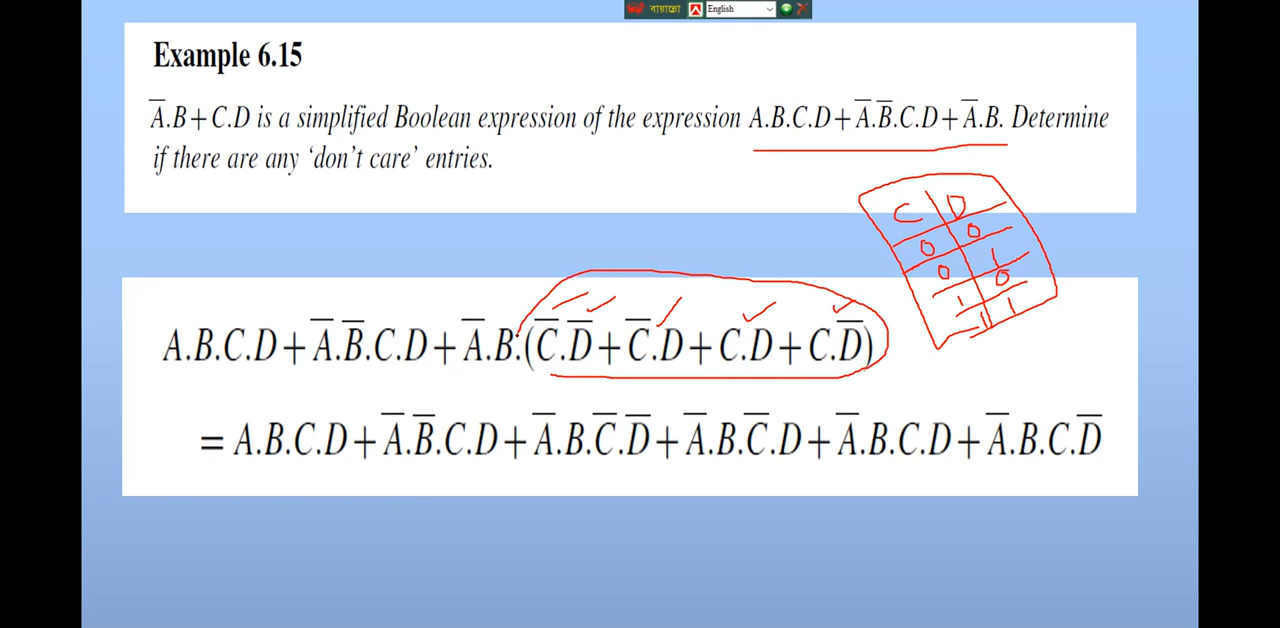 বায়ান্নো English
Example 6.15
A̅.B+C.D is a simplified Boolean expression of the expression A.B.C.D+A̅.B̅.C.D+A̅.B. Determine
if there are any ‘don’t care’ entries.
C D
0 0
0 1
1 0
1 1
A.B.C.D+A̅.B̅.C.D+A̅.B.(C̅.D̅+C̅.D+C.D+C.D̅)
=A.B.C.D+A̅.B̅.C.D+A̅.B.C̅.D̅+A̅.B.C̅.D+A̅.B.C.D+A̅.B.C.D̅